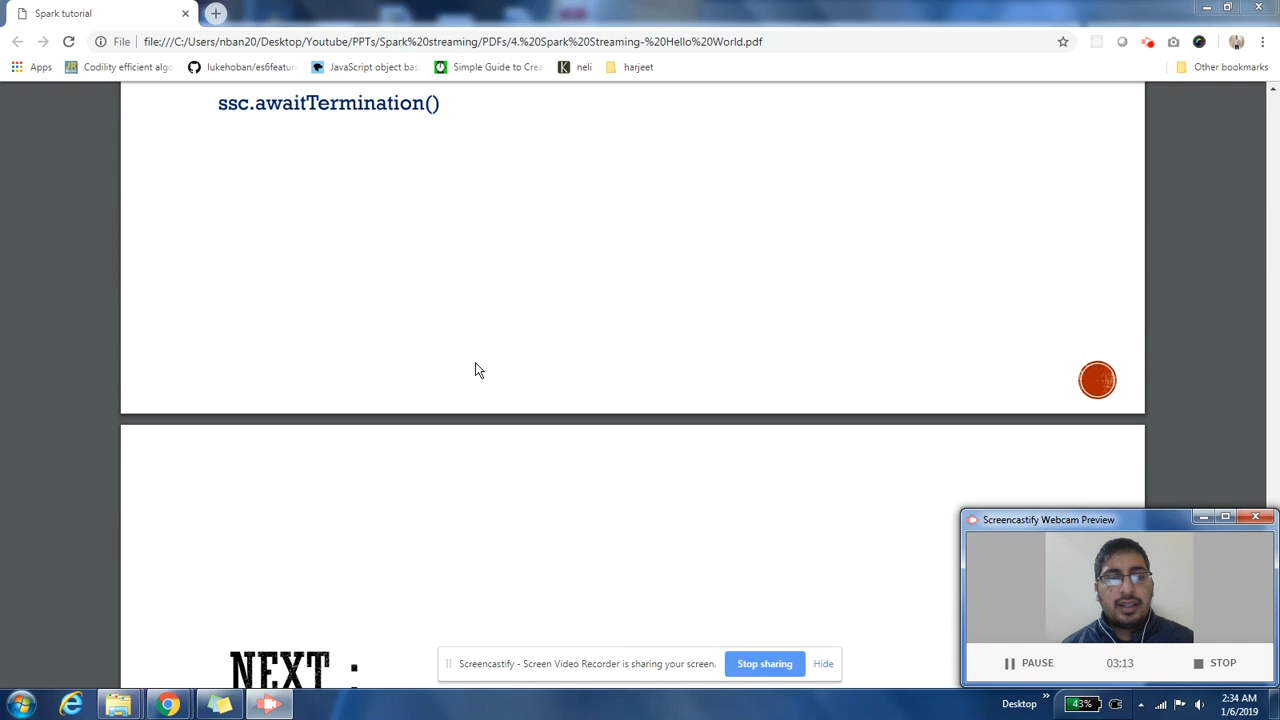 Spark tutorial
File | file:///C:/Users/nban20/Desktop/Youtube/PPTs/Spark%20streaming/PDFs/4.%20Spark%20Streaming-%20Hello%20World.pdf
Apps Codility efficient algo lukehoban/es6featur JavaScript object bas Simple Guide to Crea neli harjeet Other bookmarks
ssc.awaitTermination()
Screencastify Webcam Preview
NEXT :
Screencastify - Screen Video Recorder is sharing your screen. Stop sharing Hide
PAUSE 03:13 STOP
Desktop 43% 2:34 AM
1/6/2019